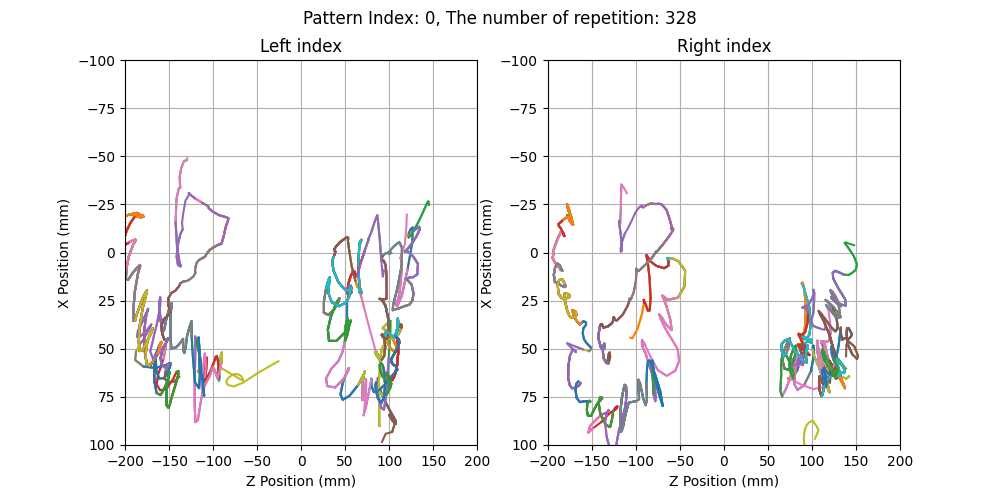 Pattern Index: 0, The number of repetition: 328
Left index
Right index
−100
−75
−50
−25
0
25
50
75
100
X Position (mm)
−200 −150 −100 −50 0 50 100 150 200
Z Position (mm)
−100
−75
−50
−25
0
25
50
75
100
X Position (mm)
−200 −150 −100 −50 0 50 100 150 200
Z Position (mm)